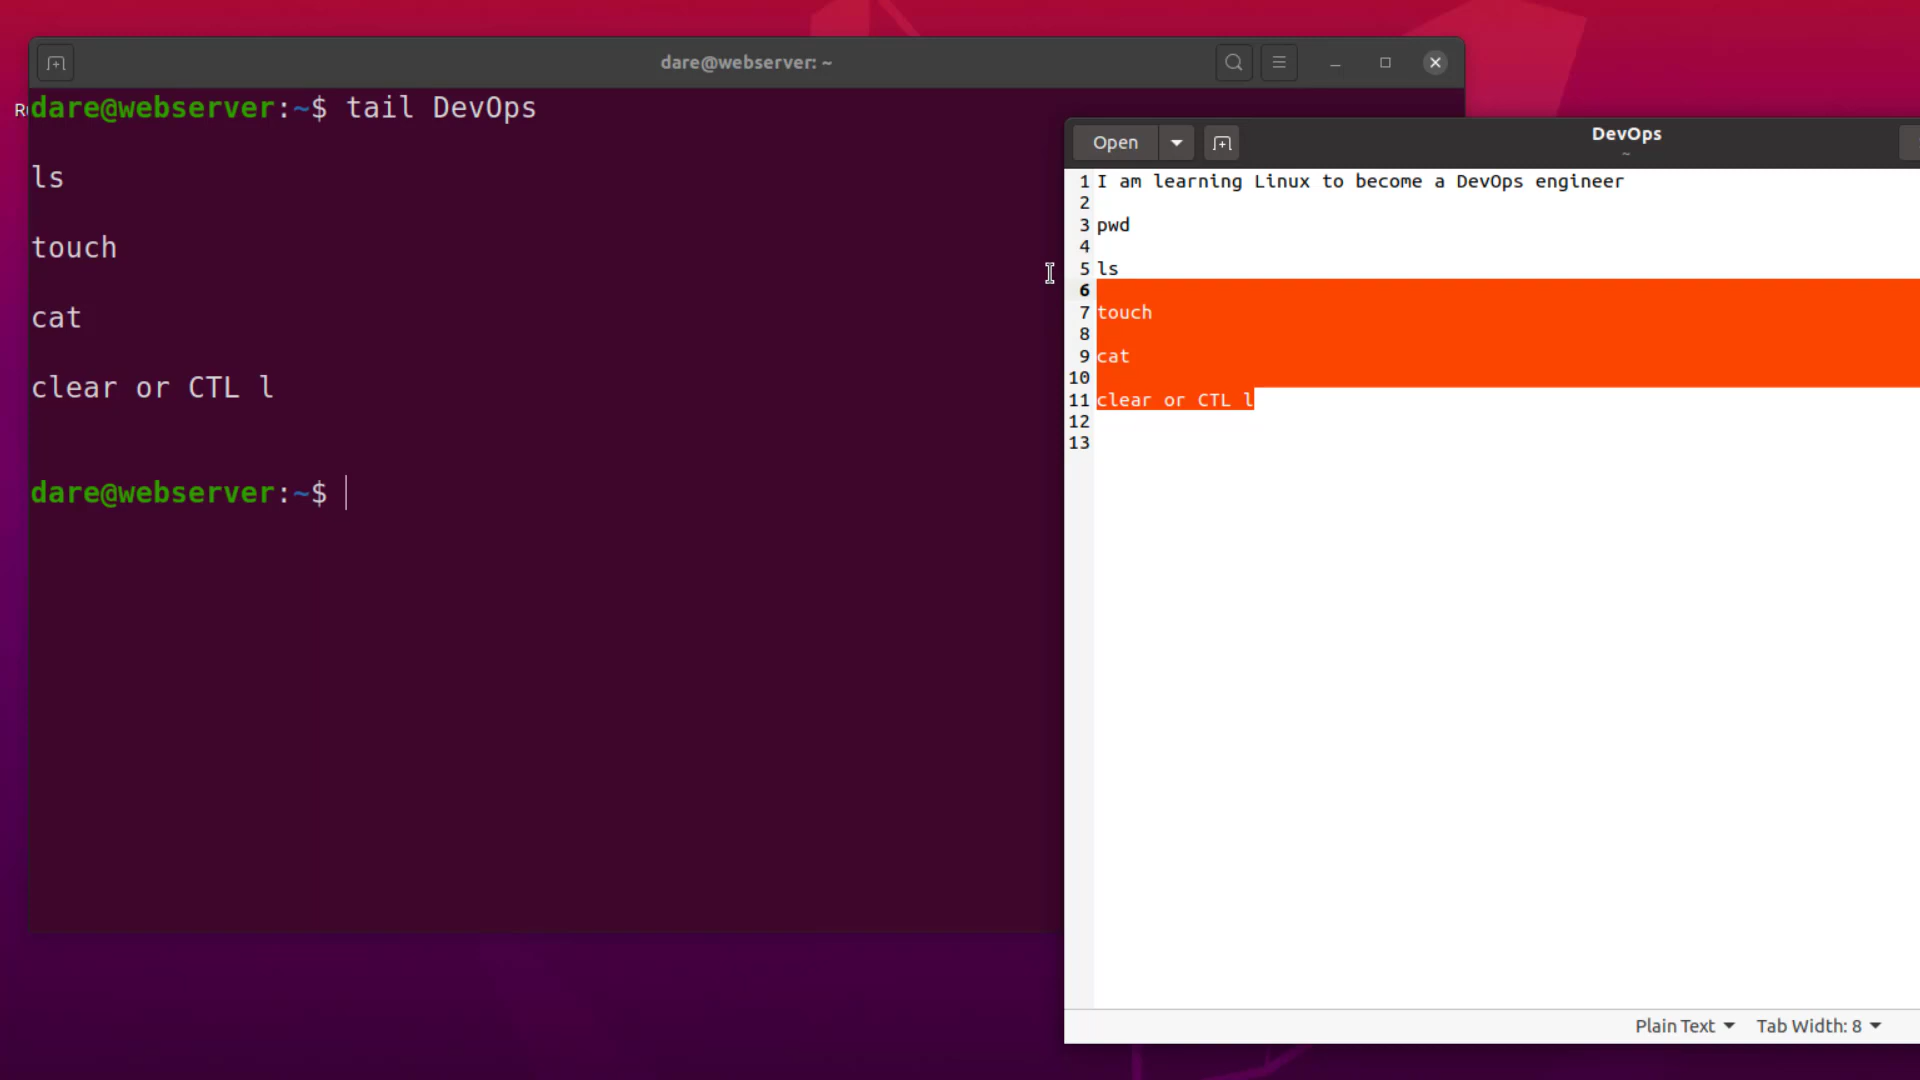 dare@webserver: ~
R
dare@webserver:~$ tail DevOps
ls
touch
cat
clear or CTL l
dare@webserver:~$
Open
DevOps
~
1 I am learning Linux to become a DevOps engineer
2
3 pwd
4
5 ls
6
7 touch
8
9 cat
10
11 clear or CTL l
12
13
Plain Text
Tab Width: 8